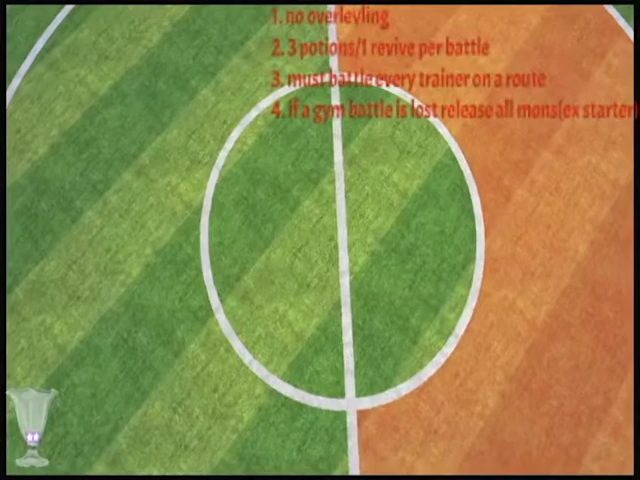 1. no overleyling
2. 3 potions/1 revive per battle
3. must battle every trainer on a route
4. if a gym battle is lost release all mons(ex starter)